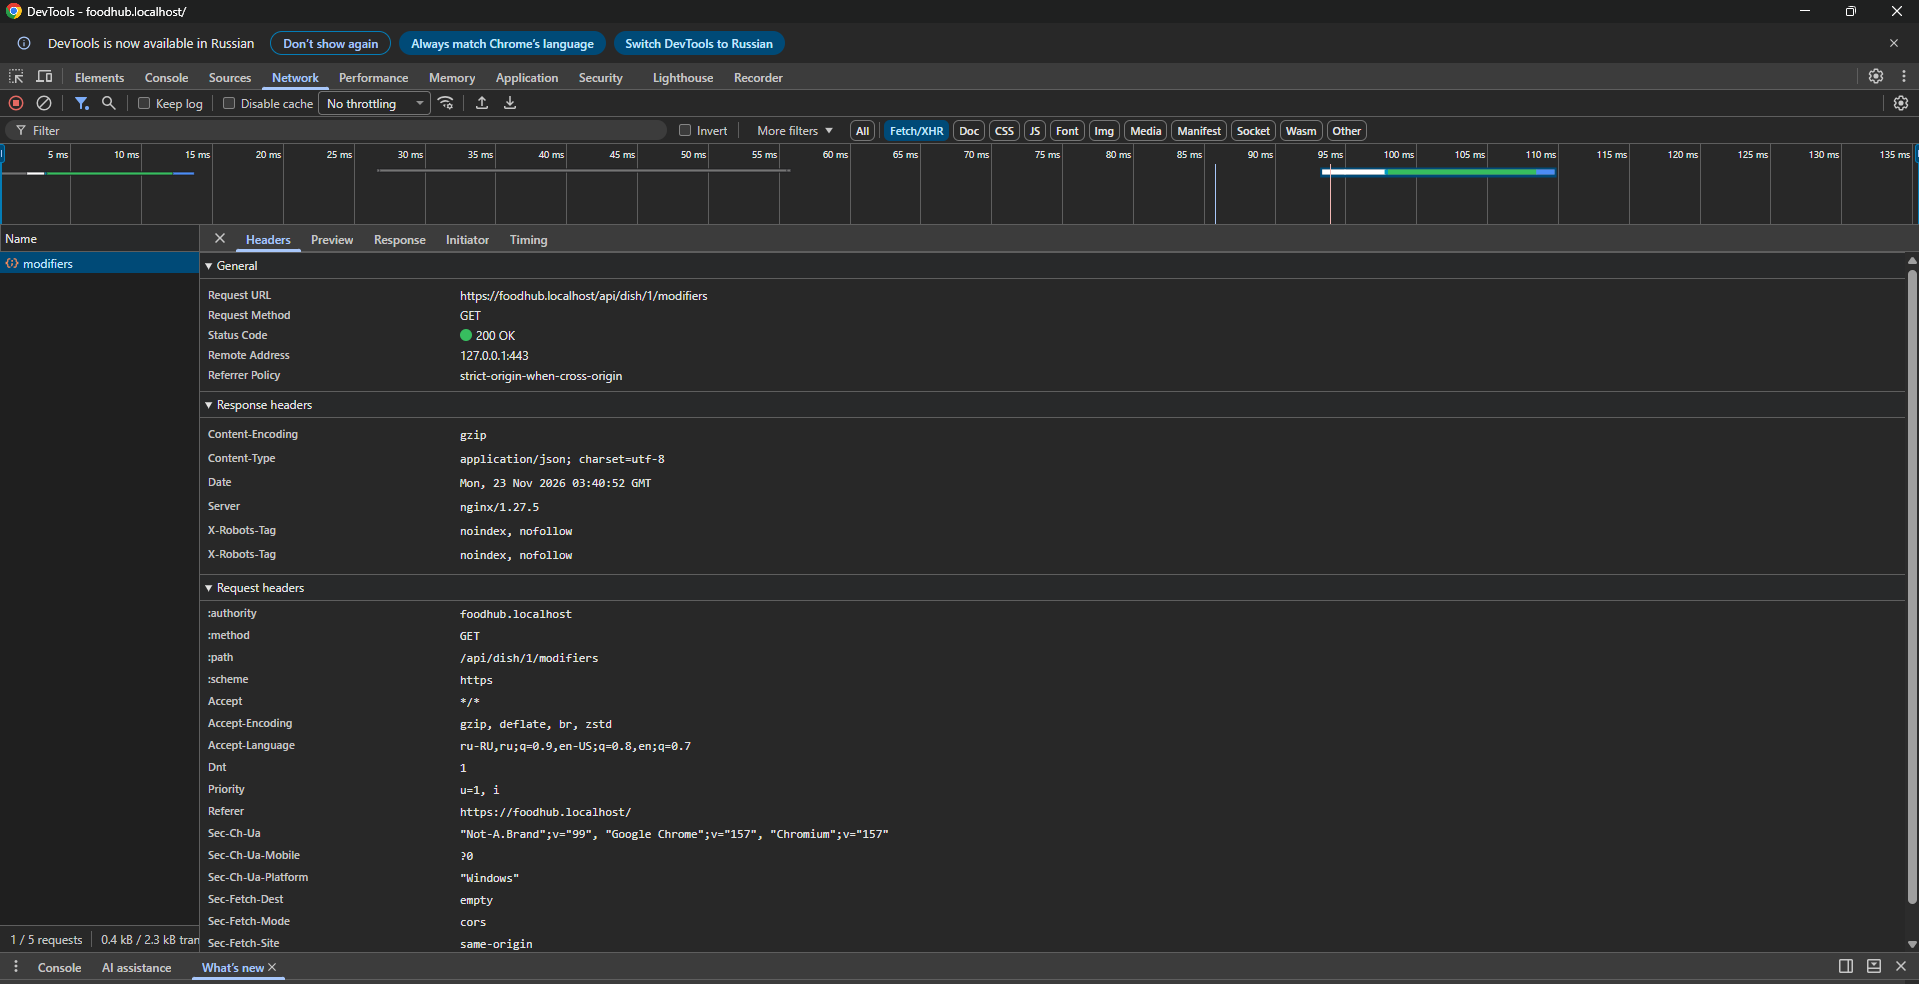 DevTools - foodhub.localhost/
DevTools is now available in Russian Don't show again Always match Chrome's language Switch DevTools to Russian
Elements Console Sources Network Performance Memory Application Security Lighthouse Recorder
Keep log Disable cache No throttling
Filter Invert More filters All Fetch/XHR Doc CSS JS Font Img Media Manifest Socket Wasm Other
5 ms 10 ms 15 ms 20 ms 25 ms 30 ms 35 ms 40 ms 45 ms 50 ms 55 ms 60 ms 65 ms 70 ms 75 ms 80 ms 85 ms 90 ms 95 ms 100 ms 105 ms 110 ms 115 ms 120 ms 125 ms 130 ms 135 ms
Name Headers Preview Response Initiator Timing
modifiers
General
Request URL https://foodhub.localhost/api/dish/1/modifiers
Request Method GET
Status Code 200 OK
Remote Address 127.0.0.1:443
Referrer Policy strict-origin-when-cross-origin
Response headers
Content-Encoding gzip
Content-Type application/json; charset=utf-8
Date Mon, 23 Nov 2026 03:40:52 GMT
Server nginx/1.27.5
X-Robots-Tag noindex, nofollow
X-Robots-Tag noindex, nofollow
Request headers
:authority foodhub.localhost
:method GET
:path /api/dish/1/modifiers
:scheme https
Accept */*
Accept-Encoding gzip, deflate, br, zstd
Accept-Language ru-RU,ru;q=0.9,en-US;q=0.8,en;q=0.7
Dnt 1
Priority u=1, i
Referer https://foodhub.localhost/
Sec-Ch-Ua "Not-A.Brand";v="99", "Google Chrome";v="157", "Chromium";v="157"
Sec-Ch-Ua-Mobile ?0
Sec-Ch-Ua-Platform "Windows"
Sec-Fetch-Dest empty
Sec-Fetch-Mode cors
Sec-Fetch-Site same-origin
1 / 5 requests 0.4 kB / 2.3 kB tran
Console AI assistance What's new